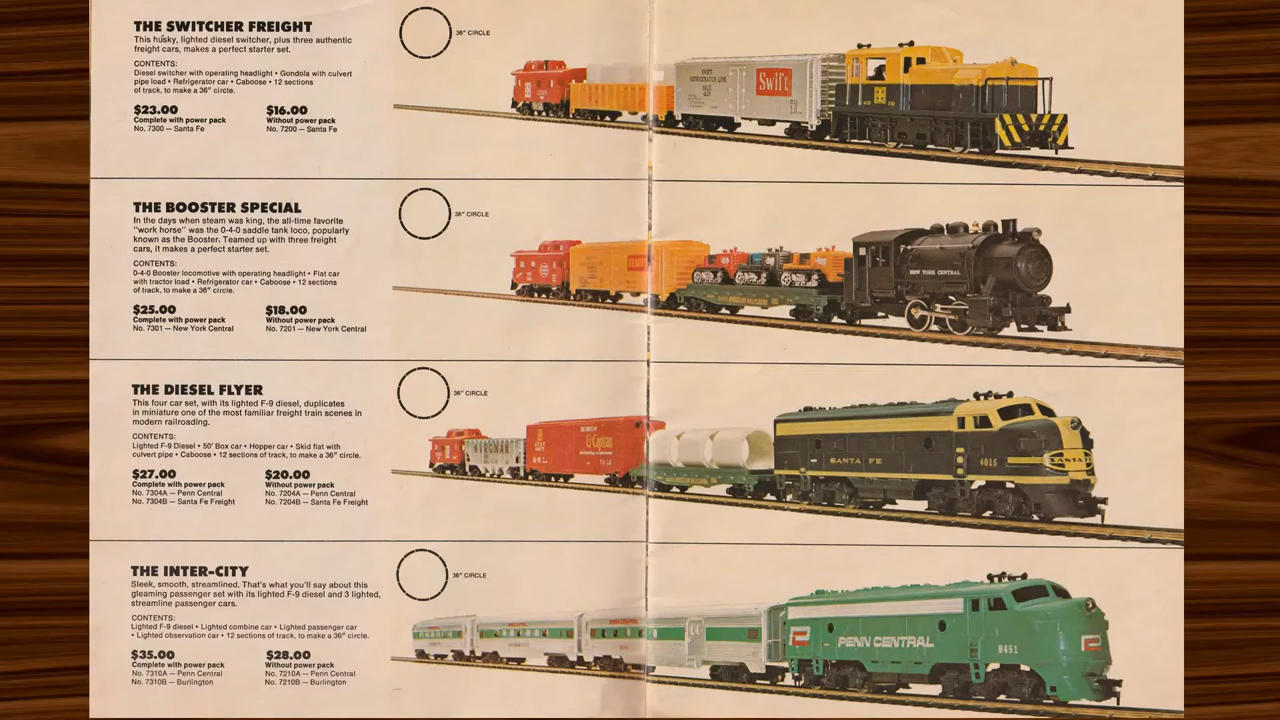 THE SWITCHER FREIGHT
This husky, lighted diesel switcher, plus three authentic
freight cars, makes a perfect starter set.
CONTENTS:
Diesel switcher with operating headlight • Gondola with culvert
pipe load • Refrigerator car • Caboose • 12 sections
of track, to make a 36" circle.
$23.00
Complete with power pack
No. 7300 — Santa Fe
$16.00
Without power pack
No. 7200 — Santa Fe
36" CIRCLE
SWIFT
REFRIGERATOR LINE
Swift
THE BOOSTER SPECIAL
In the days when steam was king, the all-time favorite
"work horse" was the 0-4-0 saddle tank loco, popularly
known as the Booster. Teamed up with three freight
cars, it makes a perfect starter set.
CONTENTS:
0-4-0 Booster locomotive with operating headlight • Flat car
with tractor load • Refrigerator car • Caboose • 12 sections
of track, to make a 36" circle.
$25.00
Complete with power pack
No. 7301 — New York Central
$18.00
Without power pack
No. 7201 — New York Central
36" CIRCLE
NEW YORK CENTRAL
THE DIESEL FLYER
This four car set, with its lighted F-9 diesel, duplicates
in miniature one of the most familiar freight train scenes in
modern railroading.
CONTENTS:
Lighted F-9 Diesel • 50' Box car • Hopper car • Skid flat with
culvert pipe • Caboose • 12 sections of track, to make a 36" circle.
$27.00
Complete with power pack
No. 7304A — Penn Central
No. 7304B — Santa Fe Freight
$20.00
Without power pack
No. 7204A — Penn Central
No. 7204B — Santa Fe Freight
36" CIRCLE
El Capitan
SANTA FE
4015
SANTA FE
THE INTER-CITY
Sleek, smooth, streamlined. That's what you'll say about this
gleaming passenger set with its lighted F-9 diesel and 3 lighted,
streamline passenger cars.
CONTENTS:
Lighted F-9 diesel • Lighted combine car • Lighted passenger car
• Lighted observation car • 12 sections of track, to make a 36" circle.
$35.00
Complete with power pack
No. 7310A — Penn Central
No. 7310B — Burlington
$28.00
Without power pack
No. 7210A — Penn Central
No. 7210B — Burlington
36" CIRCLE
PENN CENTRAL
9451